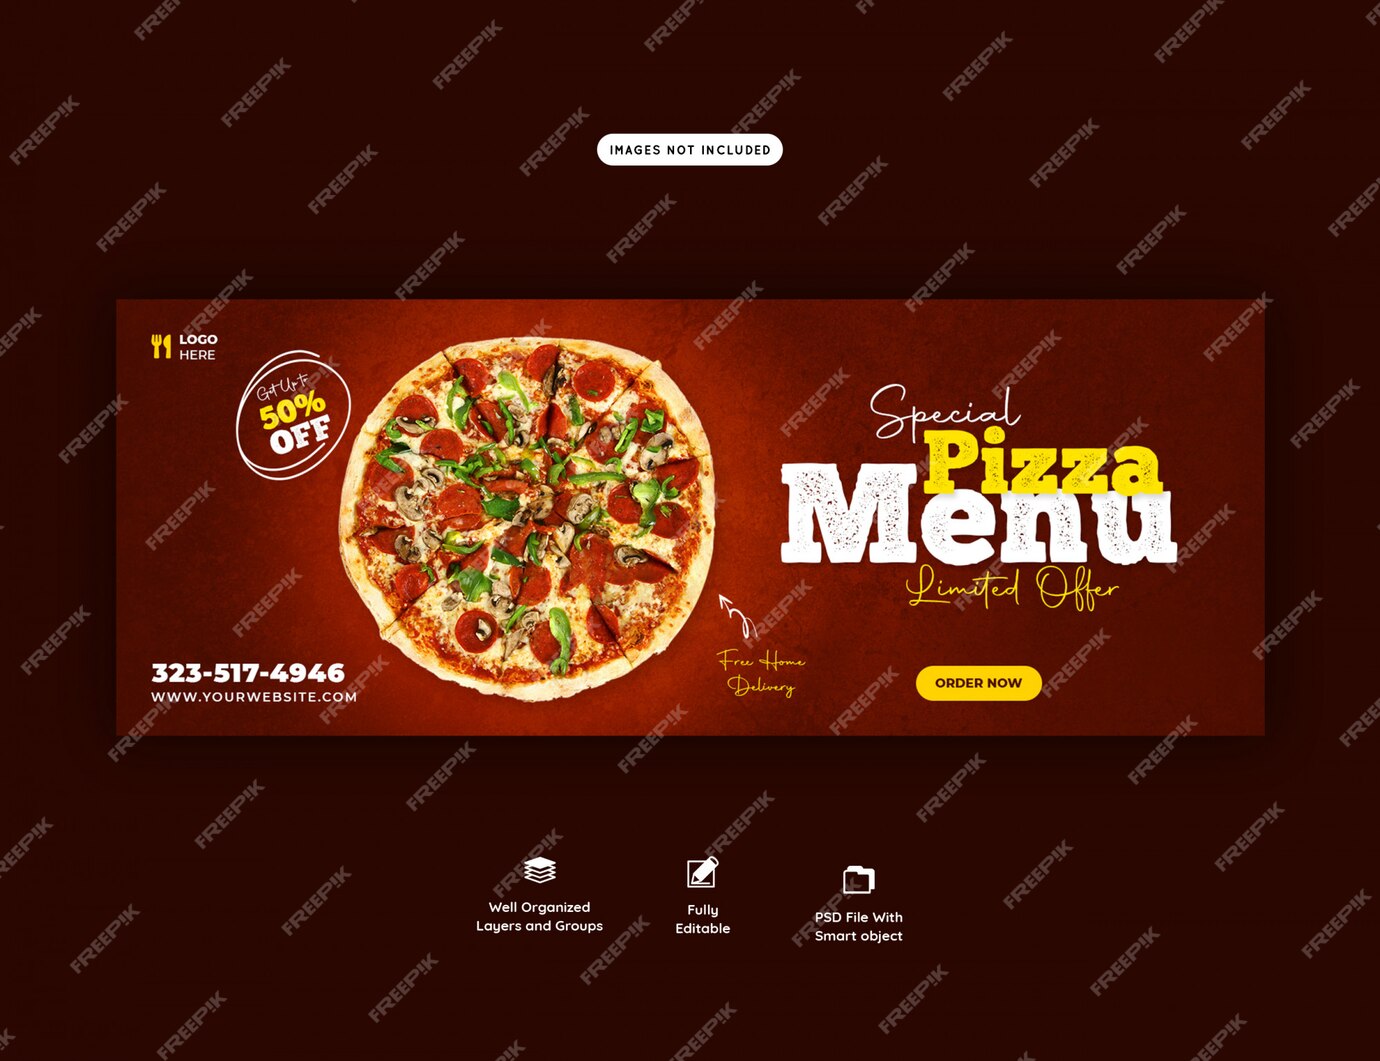 IMAGES NOT INCLUDED
LOGO
HERE
Get Up to
50%
OFF
Special
Pizza
Menu
Limited Offer
Free Home
Delivery
ORDER NOW
323-517-4946
WWW.YOURWEBSITE.COM
Well Organized
Layers and Groups
Fully
Editable
PSD File With
Smart object
FREEPIK